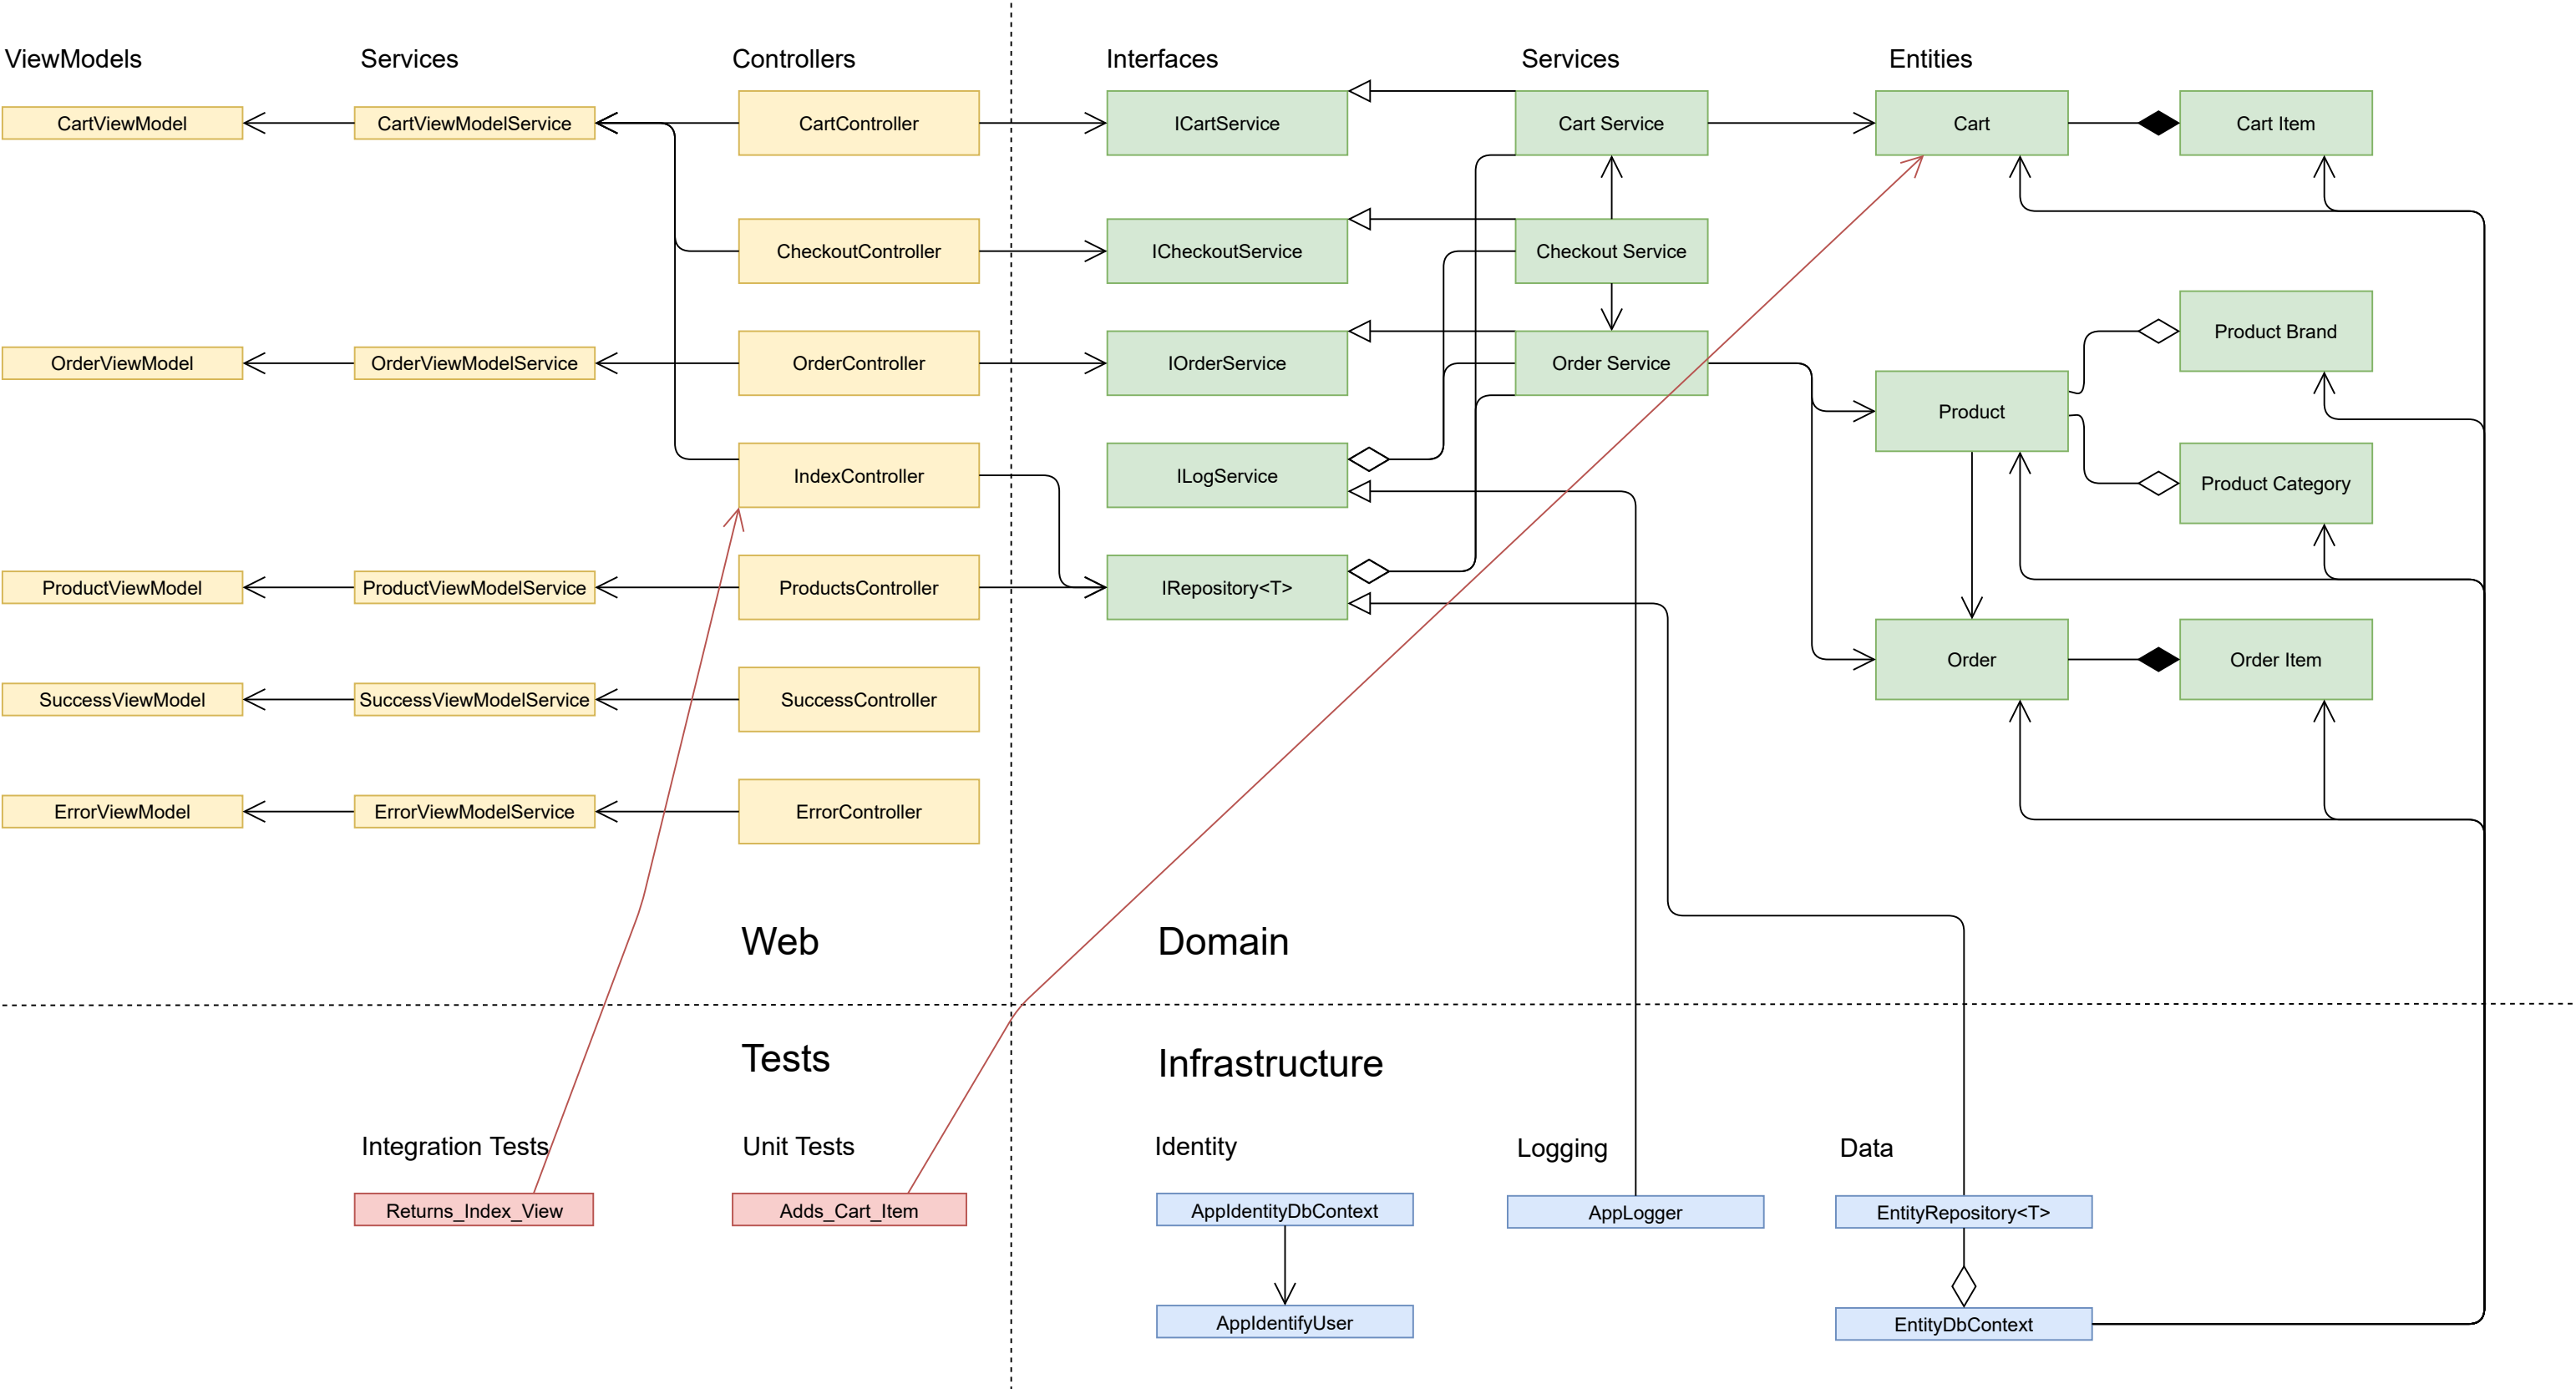 ViewModels
Services
Controllers
Interfaces
Services
Entities
CartViewModel
CartViewModelService
CartController
ICartService
Cart Service
Cart
Cart Item
CheckoutController
ICheckoutService
Checkout Service
Product Brand
OrderViewModel
OrderViewModelService
OrderController
IOrderService
Order Service
Product
IndexController
ILogService
Product Category
ProductViewModel
ProductViewModelService
ProductsController
IRepository<T>
Order
Order Item
SuccessViewModel
SuccessViewModelService
SuccessController
ErrorViewModel
ErrorViewModelService
ErrorController
Web
Domain
Tests
Infrastructure
Integration Tests
Unit Tests
Identity
Logging
Data
Returns_Index_View
Adds_Cart_Item
AppIdentityDbContext
AppLogger
EntityRepository<T>
AppIdentifyUser
EntityDbContext